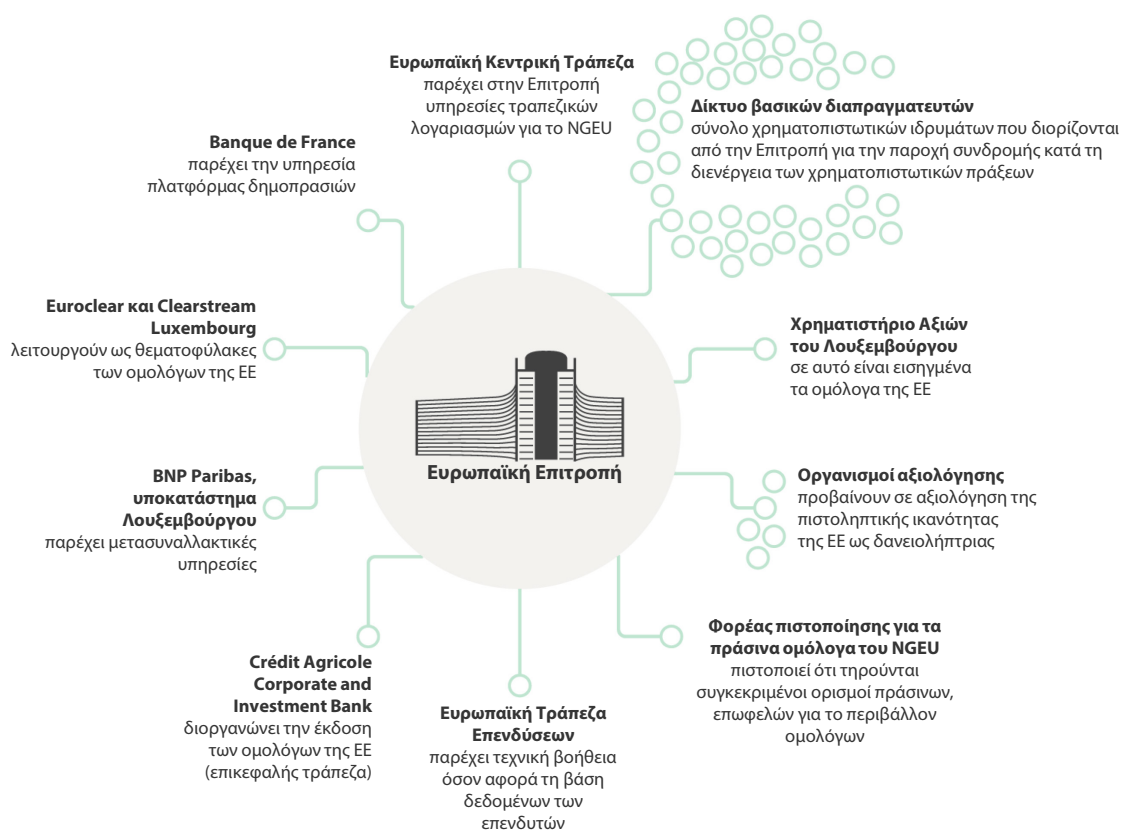 Ευρωπαϊκή Κεντρική Τράπεζα
παρέχει στην Επιτροπή
υπηρεσίες τραπεζικών
λογαριασμών για το NGEU
Δίκτυο βασικών διαπραγματευτών
σύνολο χρηματοπιστωτικών ιδρυμάτων που διορίζονται
από την Επιτροπή για την παροχή συνδρομής κατά τη
διενέργεια των χρηματοπιστωτικών πράξεων
Banque de France
παρέχει την υπηρεσία
πλατφόρμας δημοπρασιών
Euroclear και Clearstream
Luxembourg
λειτουργούν ως θεματοφύλακες
των ομολόγων της ΕΕ
Χρηματιστήριο Αξιών
του Λουξεμβούργου
σε αυτό είναι εισηγμένα
τα ομόλογα της ΕΕ
Ευρωπαϊκή Επιτροπή
BNP Paribas,
υποκατάστημα
Λουξεμβούργου
παρέχει μετασυναλλακτικές
υπηρεσίες
Οργανισμοί αξιολόγησης
προβαίνουν σε αξιολόγηση της
πιστοληπτικής ικανότητας
της ΕΕ ως δανειολήπτριας
Crédit Agricole
Corporate and
Investment Bank
διοργανώνει την έκδοση
των ομολόγων της ΕΕ
(επικεφαλής τράπεζα)
Ευρωπαϊκή Τράπεζα
Επενδύσεων
παρέχει τεχνική βοήθεια
όσον αφορά τη βάση
δεδομένων των
επενδυτών
Φορέας πιστοποίησης για τα
πράσινα ομόλογα του NGEU
πιστοποιεί ότι τηρούνται
συγκεκριμένοι ορισμοί πράσινων,
επωφελών για το περιβάλλον
ομολόγων